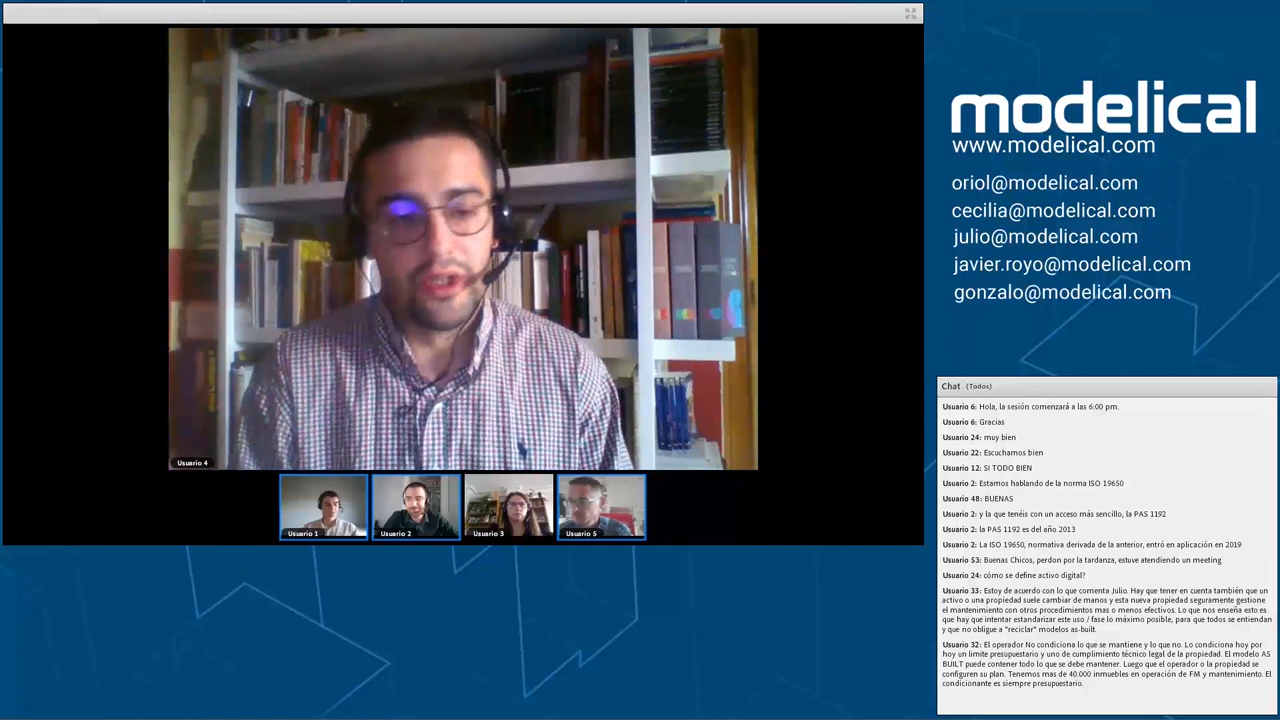 modelical
www.modelical.com
oriol@modelical.com
cecilia@modelical.com
julio@modelical.com
javier.royo@modelical.com
gonzalo@modelical.com
Usuario 4
Usuario 1
Usuario 2
Usuario 3
Usuario 5
Chat (Todos)
Usuario 6: Hola, la sesión comenzará a las 6:00 pm.
Usuario 6: Gracias
Usuario 24: muy bien
Usuario 22: Escuchamos bien
Usuario 12: SI TODO BIEN
Usuario 2: Estamos hablando de la norma ISO 19650
Usuario 48: BUENAS
Usuario 2: y la que tenéis con un acceso más sencillo, la PAS 1192
Usuario 2: la PAS 1192 es del año 2013
Usuario 2: La ISO 19650, normativa derivada de la anterior, entró en aplicación en 2019
Usuario 53: Buenas Chicos, perdon por la tardanza, estuve atendiendo un meeting
Usuario 24: cómo se define activo digital?
Usuario 33: Estoy de acuerdo con lo que comenta Julio. Hay que tener en cuenta también que un
activo o una propiedad suele cambiar de manos y esta nueva propiedad seguramente gestione
el mantenimiento con otros procedimientos mas o menos efectivos. Lo que nos enseña esto es
que hay que intentar estandarizar este uso / fase lo máximo posible, para que todos se entiendan
y que no obligue a "reciclar" modelos as-built.
Usuario 32: El operador No condiciona lo que se mantiene y lo que no. Lo condiciona hoy por
hoy un limite presupuestario y uno de cumplimiento técnico legal de la propiedad. El modelo AS
BUILT puede contener todo lo que se debe mantener. Luego que el operador o la propiedad se
configuren su plan. Tenemos mas de 40.000 inmuebles en operación de FM y mantenimiento. El
condicionante es siempre presupuestario.